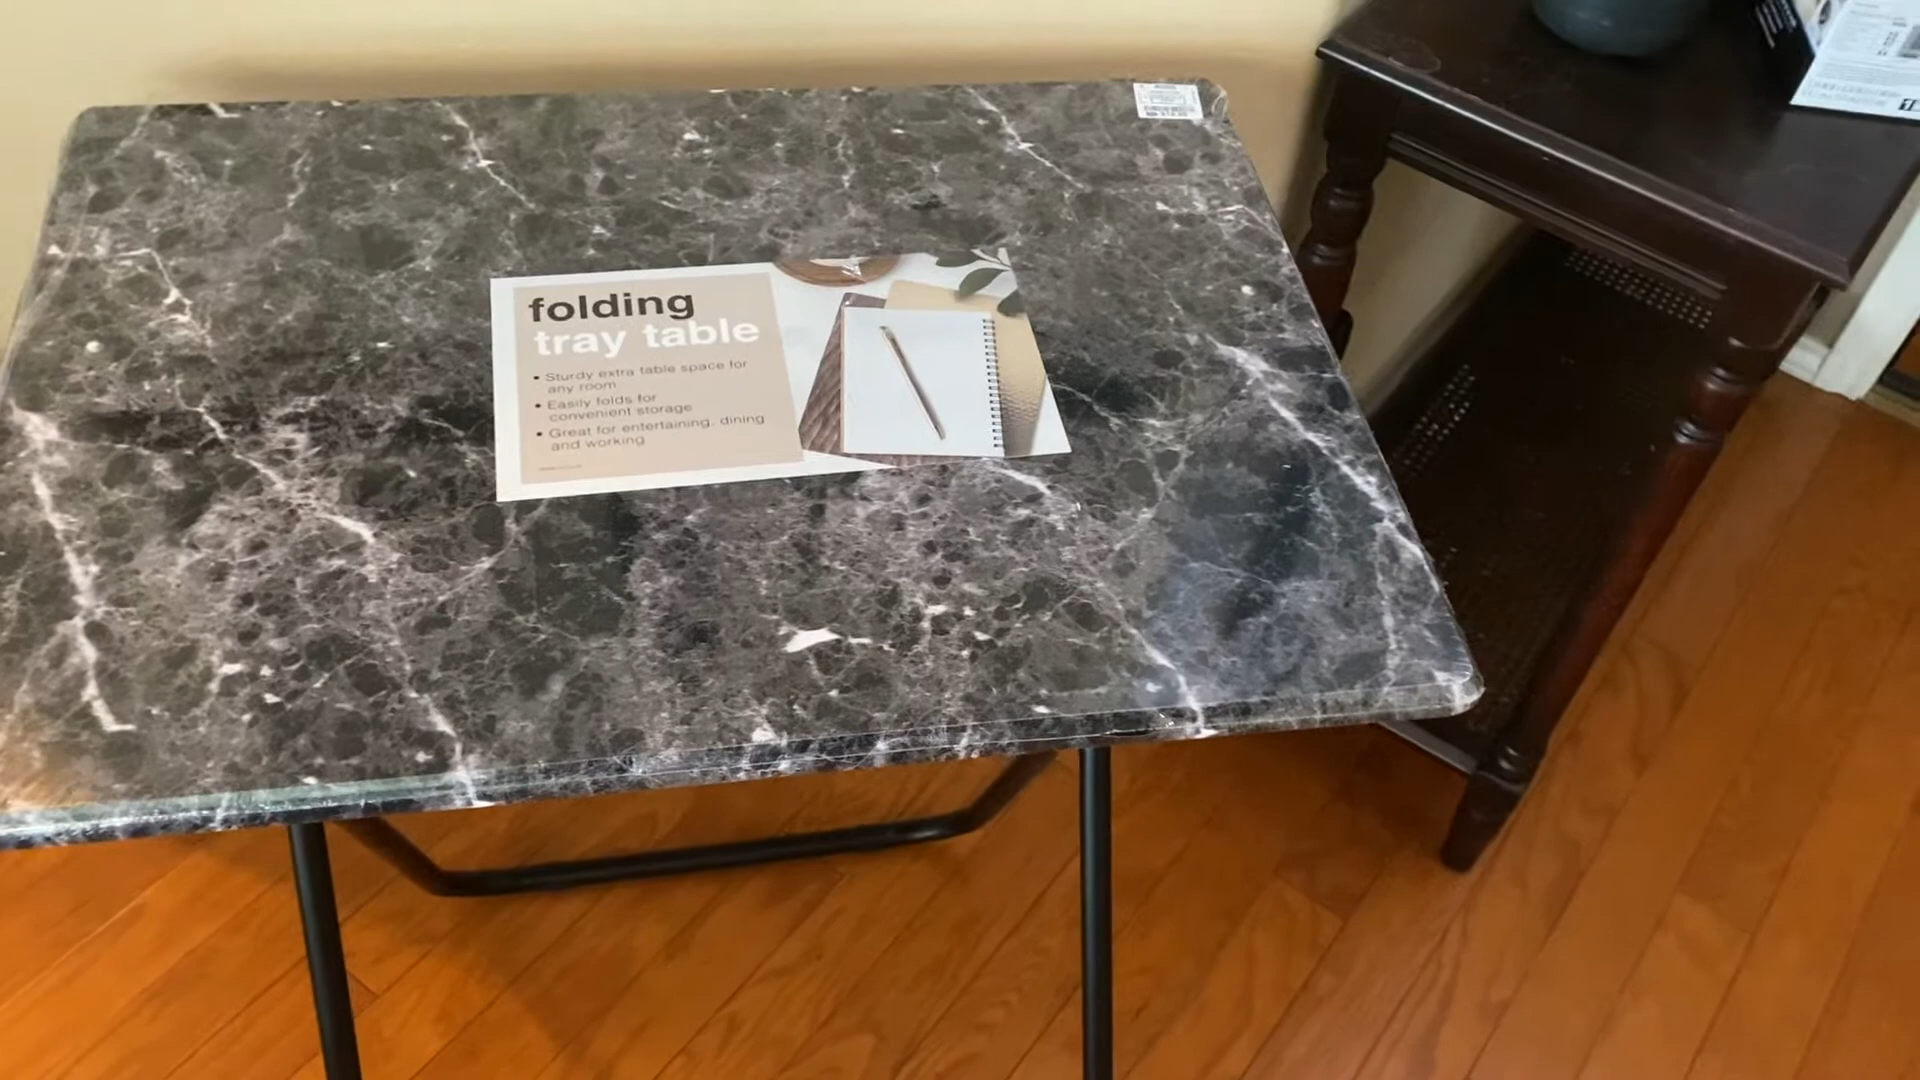 folding
tray table
• Sturdy extra table space for
any room
• Easily folds for
convenient storage
• Great for entertaining, dining
and working